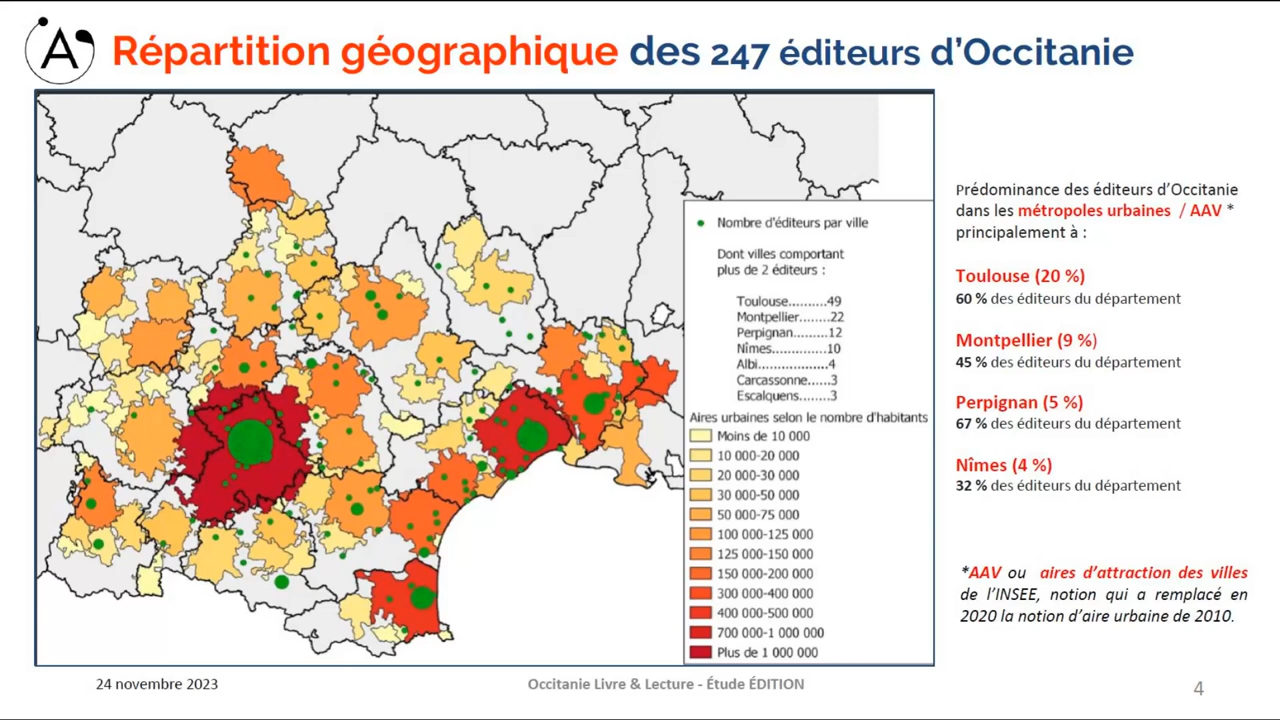 A
Répartition géographique des 247 éditeurs d'Occitanie
Nombre d'éditeurs par ville
Dont villes comportant
plus de 2 éditeurs :
Toulouse..........49
Montpellier.......22
Perpignan........12
Nîmes..............10
Albi..................4
Carcassonne......3
Escalquens........3
Aires urbaines selon le nombre d'habitants
Moins de 10 000
10 000-20 000
20 000-30 000
30 000-50 000
50 000-75 000
100 000-125 000
125 000-150 000
150 000-200 000
300 000-400 000
400 000-500 000
700 000-1 000 000
Plus de 1 000 000
Prédominance des éditeurs d'Occitanie
dans les métropoles urbaines / AAV *
principalement à :
Toulouse (20 %)
60 % des éditeurs du département
Montpellier (9 %)
45 % des éditeurs du département
Perpignan (5 %)
67 % des éditeurs du département
Nîmes (4 %)
32 % des éditeurs du département
*AAV ou aires d'attraction des villes
de l'INSEE, notion qui a remplacé en
2020 la notion d'aire urbaine de 2010.
24 novembre 2023
Occitanie Livre & Lecture - Étude ÉDITION
4